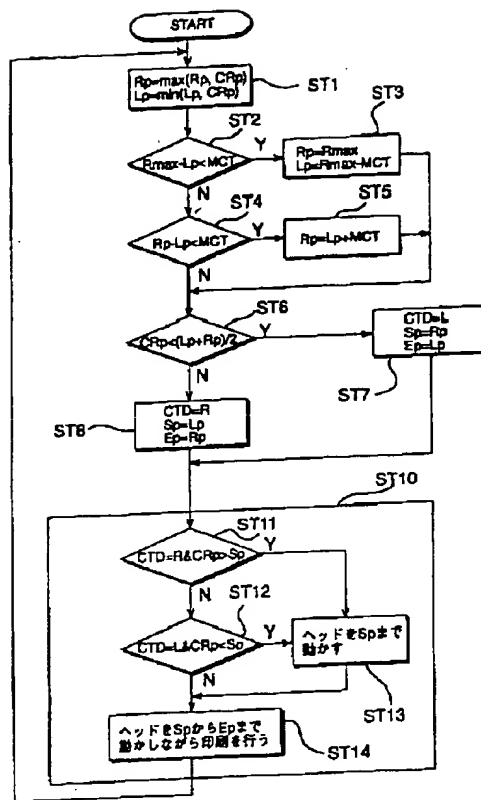 START
Rp=max(Rp, CRp)
Lp=min(Lp, CRp)
ST1
ST2
Rmax-Lp<MCT
Y
N
ST3
Rp=Rmax
Lp=Rmax-MCT
ST4
Rp-Lp<MCT
Y
N
ST5
Rp=Lp+MCT
ST6
CRp<(Lp+Rp)/2
Y
N
CTD=L
Sp=Rp
Ep=Lp
ST7
ST8
CTD=R
Sp=Lp
Ep=Rp
ST10
ST11
CTD=R&CRp>Sp
Y
N
ST12
CTD=L&CRp<Sp
Y
N
ヘッドをSpまで
動かす
ST13
ヘッドをSpからEpまで
動かしながら印刷を行う
ST14